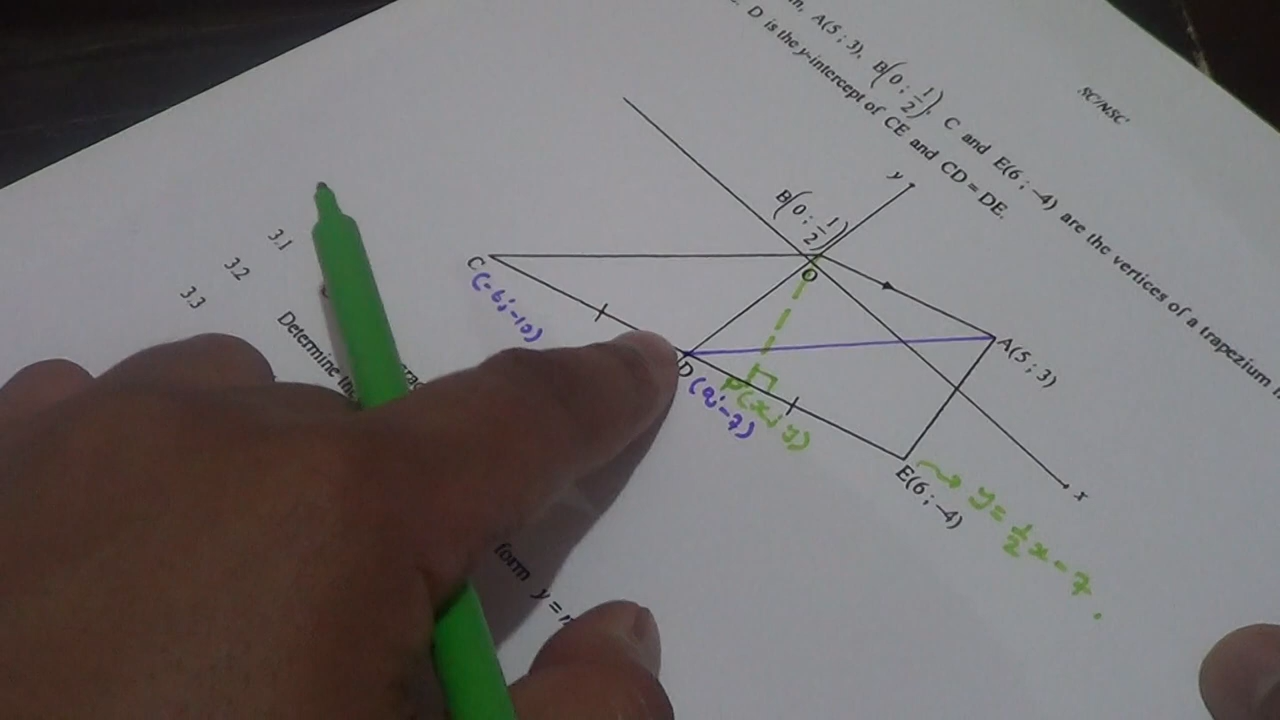 SC/NSC
A(5 ; 3), B(0 ; 1/2), C and E(6 ; -4) are the vertices of a trapezium
D is the y-intercept of CE and CD = DE.
y
B(0 ; 1/2)
O
C
(-6;-10)
D
(0;-7)
P(x;y)
A(5 ; 3)
E(6 ; -4)
y=1/2x-7.
x
3.1
3.2
3.3
Determine
form y =